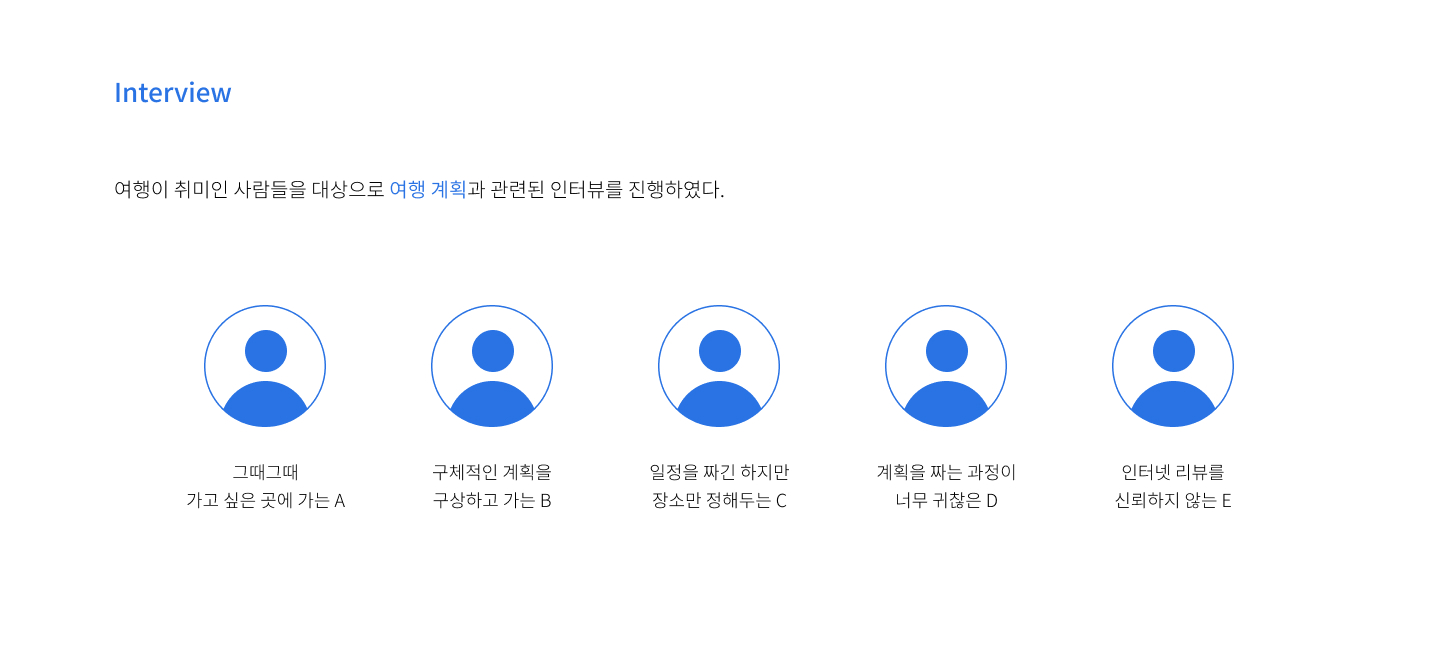 Interview
여행이 취미인 사람들을 대상으로 여행 계획과 관련된 인터뷰를 진행하였다.
그때그때
가고 싶은 곳에 가는 A
구체적인 계획을
구상하고 가는 B
일정을 짜긴 하지만
장소만 정해두는 C
계획을 짜는 과정이
너무 귀찮은 D
인터넷 리뷰를
신뢰하지 않는 E